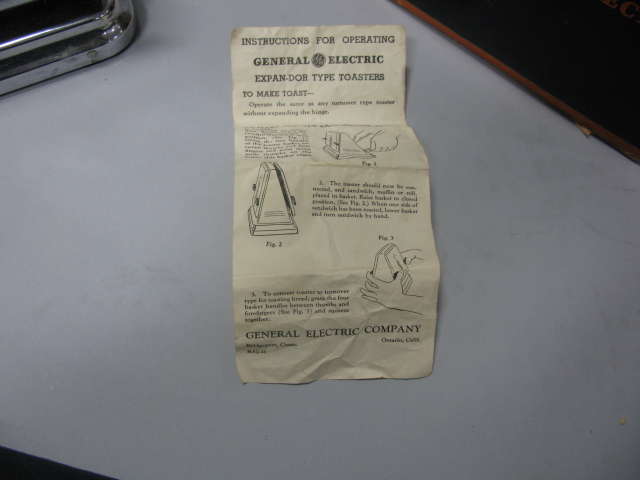 INSTRUCTIONS FOR OPERATING
GENERAL GE ELECTRIC
EXPAN-DOR TYPE TOASTERS
TO MAKE TOAST—
Operate the same as any turnover type toaster
without expanding the hinge.
Fig. 1
2. The toaster should now be con-
nected, and sandwich, muffin or roll,
placed in basket. Raise basket to closed
position. (See Fig. 2.) When one side of
sandwich has been toasted, lower basket
and turn sandwich by hand.
Fig. 2
Fig. 3
3. To convert toaster to turnover
type for toasting bread, grasp the four
basket handles between thumbs and
forefingers (See Fig. 3) and squeeze
together.
GENERAL ELECTRIC COMPANY
Bridgeport, Conn.
Ontario, Calif.
EC